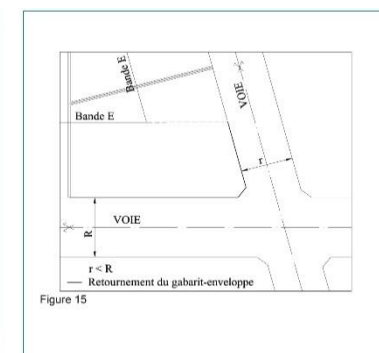 Bande E
VOIE
Bande E
r
VOIE
R
r < R
Retournement du gabarit-enveloppe
Figure 15